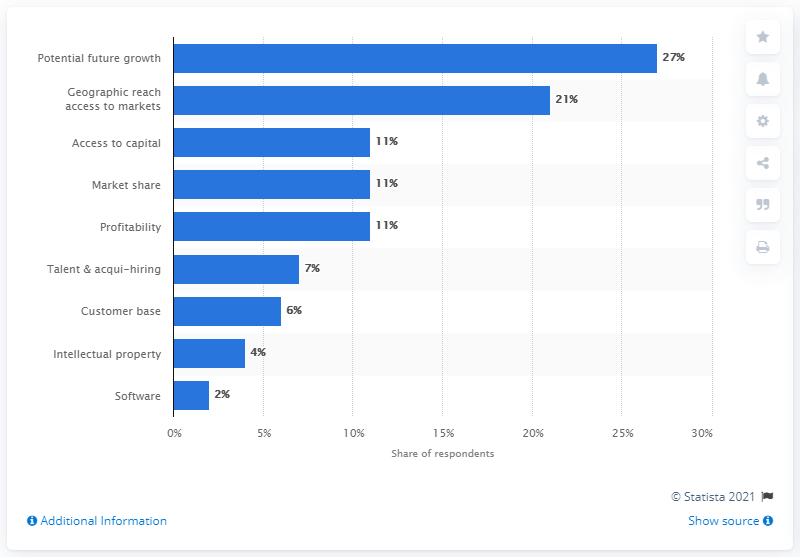 Potential future growth 27%
Geographic reach
access to markets 21%
Access to capital 11%
Market share 11%
Profitability 11%
Talent & acqui-hiring 7%
Customer base 6%
Intellectual property 4%
Software 2%
0% 5% 10% 15% 20% 25% 30%
Share of respondents
© Statista 2021
Additional Information Show source